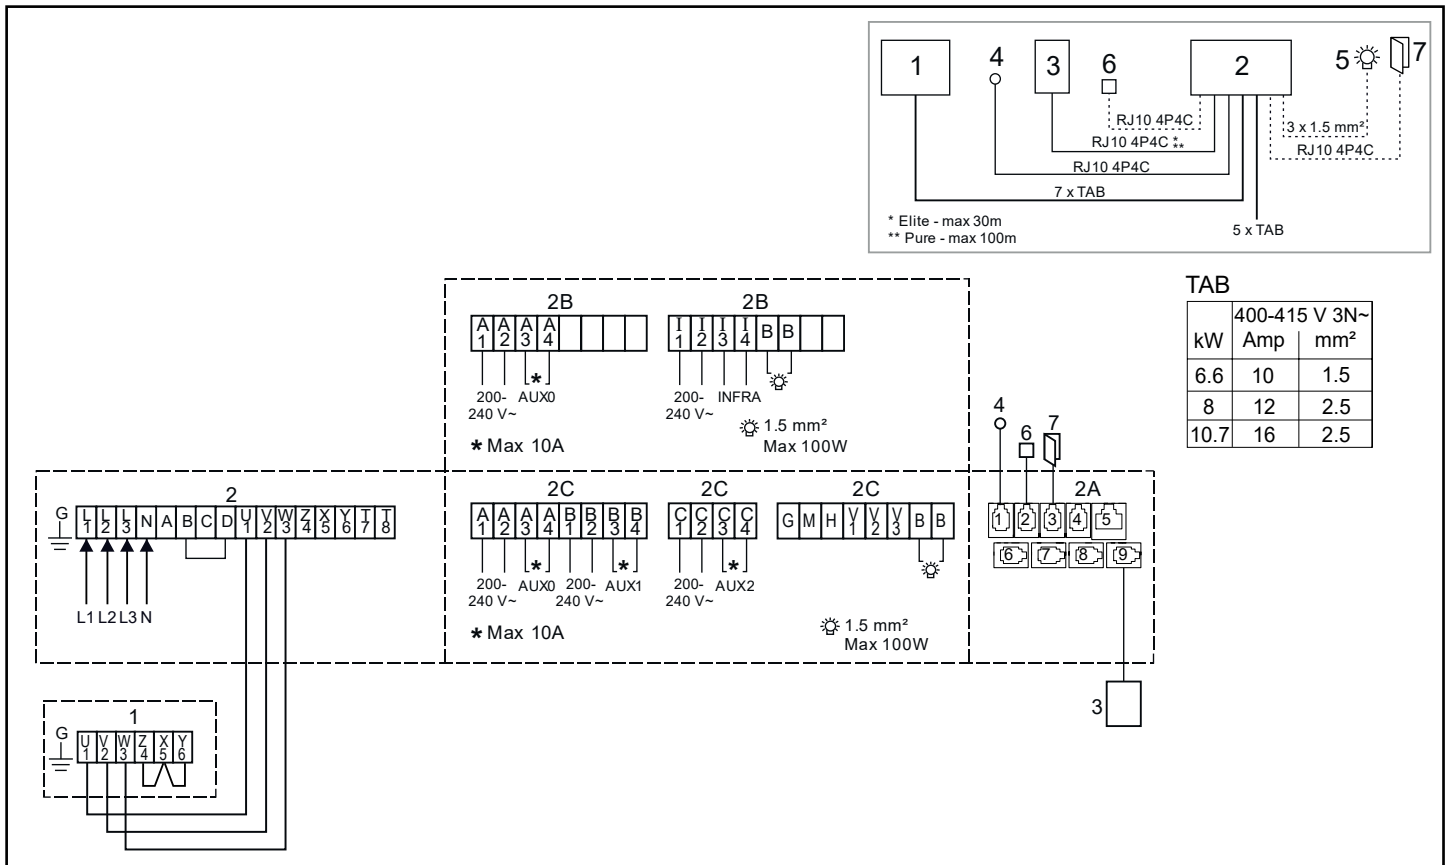 1 4 3 6 2 5 7
RJ10 4P4C
3 x 1.5 mm²
RJ10 4P4C * **
RJ10 4P4C
RJ10 4P4C
7 x TAB
* Elite - max 30m
** Pure - max 100m
5 x TAB
TAB
400-415 V 3N~
kW Amp mm²
6.6 10 1.5
8 12 2.5
10.7 16 2.5
2B
A1 A2 A3 A4
200-240 V~
* AUX0
* Max 10A
2B
I1 I2 I3 I4 B B
200-240 V~
INFRA
1.5 mm²
Max 100W
2
G L1 L2 L3 N A B C D U1 V2 W3 Z4 X5 Y6 T7 T8
L1 L2 L3 N
2C
A1 A2 A3 A4 B1 B2 B3 B4
200-240 V~
* AUX0
200-240 V~
* AUX1
* Max 10A
2C
C1 C2 C3 C4
200-240 V~
* AUX2
2C
G M H V1 V2 V3 B B
1.5 mm²
Max 100W
4 6 7
2A
1 2 3 4 5
6 7 8 9
3
1
G U1 V2 W3 Z4 X5 Y6